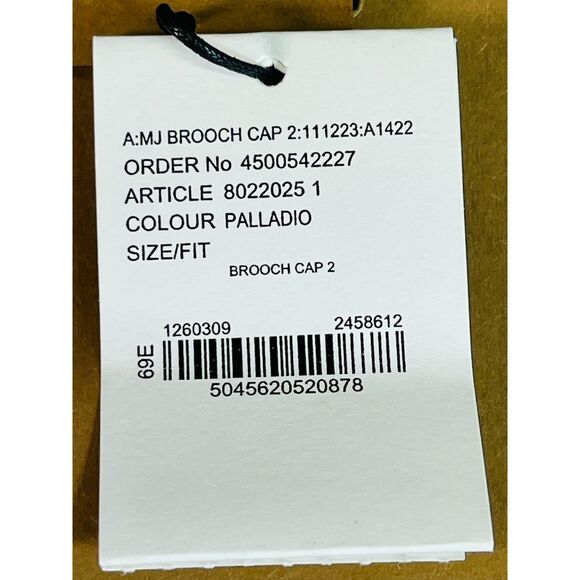 A:MJ BROOCH CAP 2:111223:A1422
ORDER No 4500542227
ARTICLE 8022025 1
COLOUR PALLADIO
SIZE/FIT
BROOCH CAP 2
1260309 2458612
69E
5045620520878